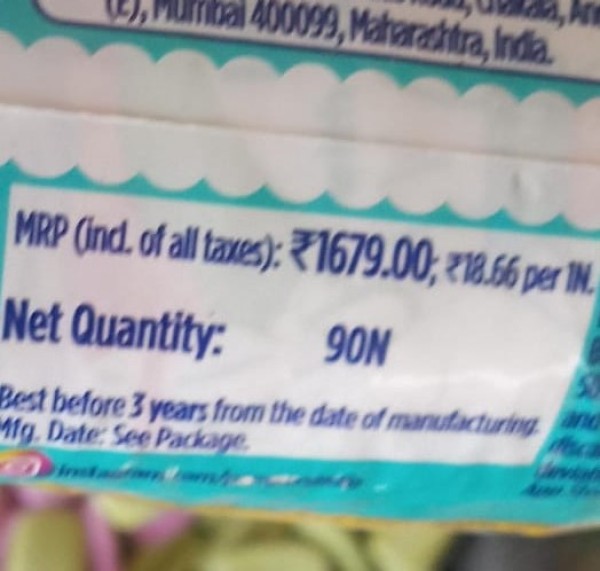 (E), Mumbai 400099, Maharashtra, India.
MRP (incl. of all taxes): ₹1679.00; ₹18.66 per 1N.
Net Quantity: 90N
Best before 3 years from the date of manufacturing.
Mfg. Date: See Package.